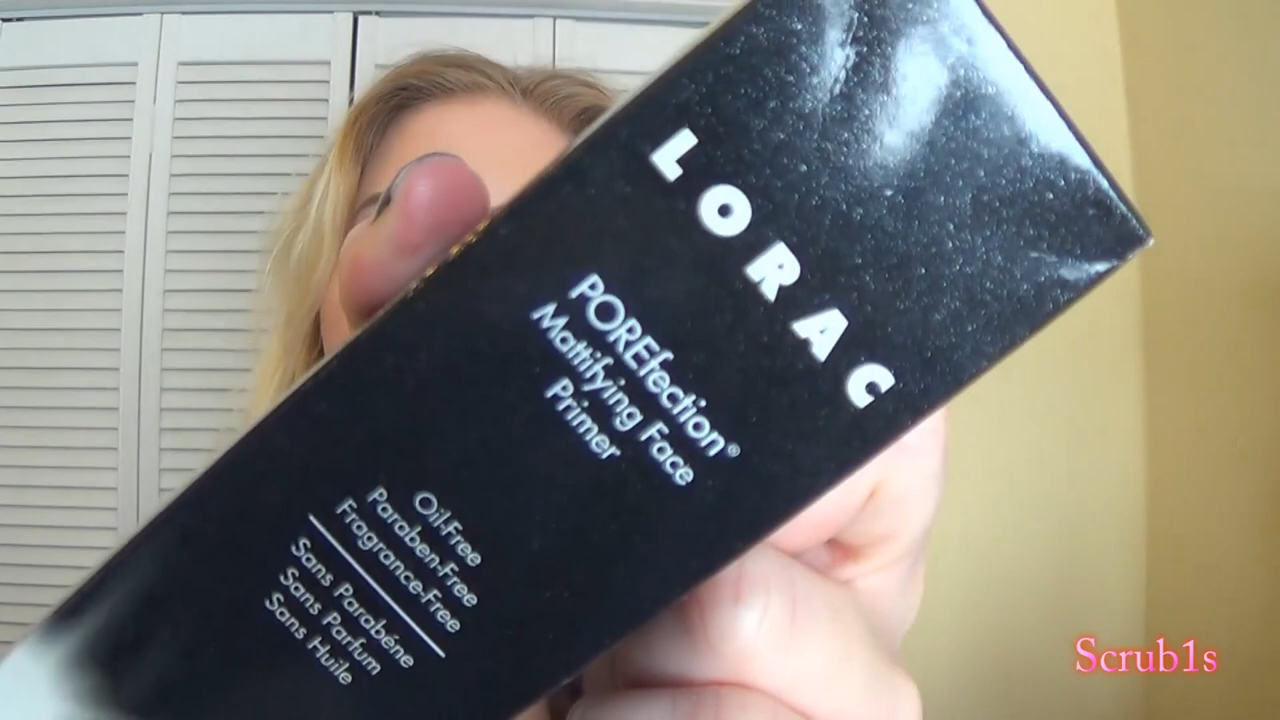 LORAC
POREfection®
Mattifying Face
Primer
Oil-Free
Paraben-Free
Fragrance-Free
Sans Parabéne
Sans Parfum
Sans Huile
Scrub1s